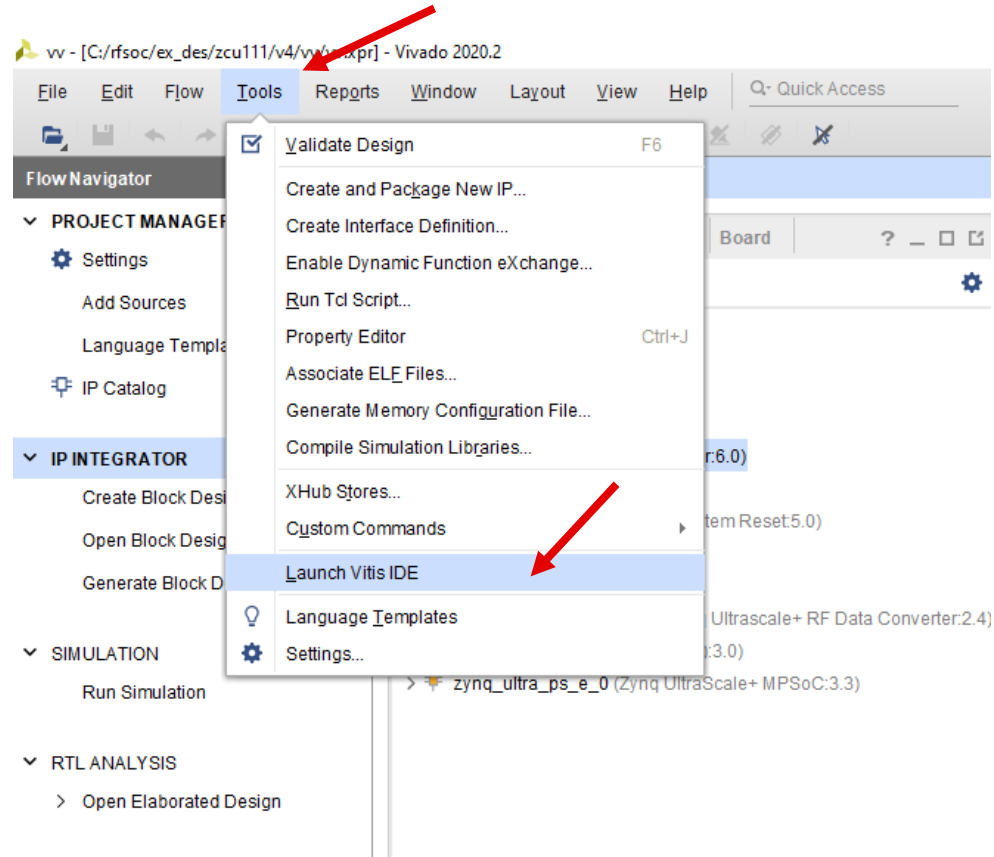 vv - [C:/rfsoc/ex_des/zcu111/v4/vv/vv.xpr] - Vivado 2020.2
File Edit Flow Tools Reports Window Layout View Help Quick Access
Flow Navigator
PROJECT MANAGER
Settings
Add Sources
Language Templa
IP Catalog
IP INTEGRATOR
Create Block Desi
Open Block Desig
Generate Block D
SIMULATION
Run Simulation
RTL ANALYSIS
Open Elaborated Design
Validate Design F6
Create and Package New IP...
Create Interface Definition...
Enable Dynamic Function eXchange...
Run Tcl Script...
Property Editor Ctrl+J
Associate ELF Files...
Generate Memory Configuration File...
Compile Simulation Libraries...
XHub Stores...
Custom Commands
Launch Vitis IDE
Language Templates
Settings...
Board ?
r:6.0)
tem Reset:5.0)
Ultrascale+ RF Data Converter:2.4)
):3.0)
zynq_ultra_ps_e_0 (Zynq UltraScale+ MPSoC:3.3)